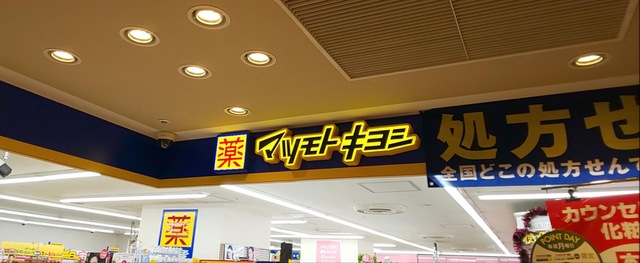 薬 マツモトキヨシ
処方せ
全国どこの処方せんで
薬
カウンセ
化粧
POINT DAY